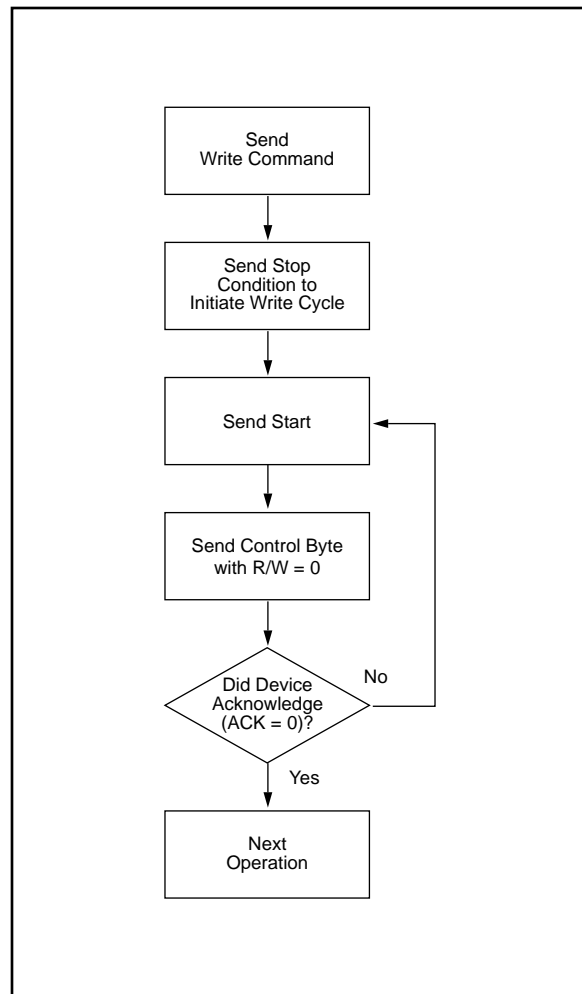 Send
Write Command
Send Stop
Condition to
Initiate Write Cycle
Send Start
Send Control Byte
with R/W = 0
Did Device
Acknowledge
(ACK = 0)?
No
Yes
Next
Operation